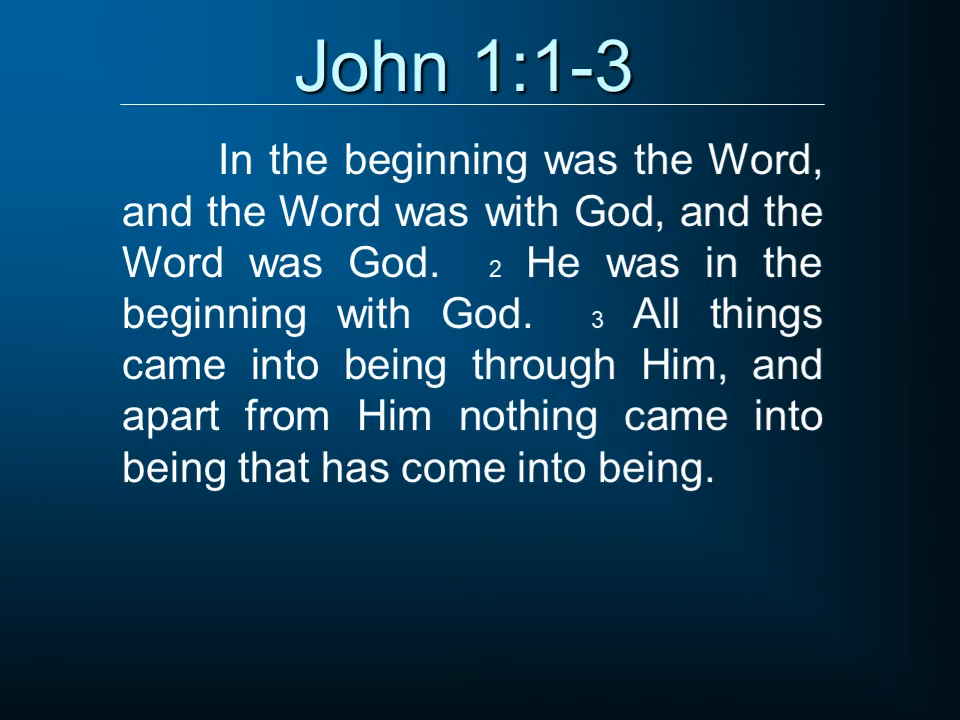 John 1:1-3
In the beginning was the Word,
and the Word was with God, and the
Word was God. 2 He was in the
beginning with God. 3 All things
came into being through Him, and
apart from Him nothing came into
being that has come into being.